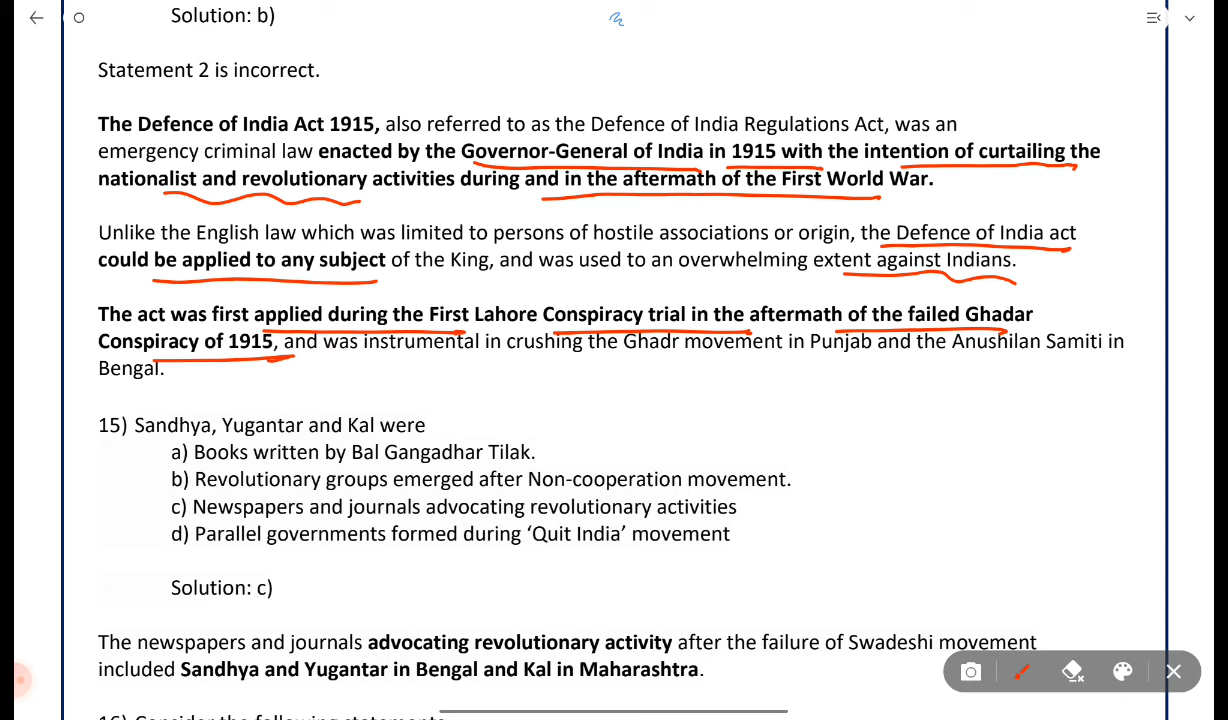 Solution: b)
Statement 2 is incorrect.
The Defence of India Act 1915, also referred to as the Defence of India Regulations Act, was an
emergency criminal law enacted by the Governor-General of India in 1915 with the intention of curtailing the
nationalist and revolutionary activities during and in the aftermath of the First World War.
Unlike the English law which was limited to persons of hostile associations or origin, the Defence of India act
could be applied to any subject of the King, and was used to an overwhelming extent against Indians.
The act was first applied during the First Lahore Conspiracy trial in the aftermath of the failed Ghadar
Conspiracy of 1915, and was instrumental in crushing the Ghadr movement in Punjab and the Anushilan Samiti in
Bengal.
15) Sandhya, Yugantar and Kal were
a) Books written by Bal Gangadhar Tilak.
b) Revolutionary groups emerged after Non-cooperation movement.
c) Newspapers and journals advocating revolutionary activities
d) Parallel governments formed during ‘Quit India’ movement
Solution: c)
The newspapers and journals advocating revolutionary activity after the failure of Swadeshi movement
included Sandhya and Yugantar in Bengal and Kal in Maharashtra.
16) Consider the following statements